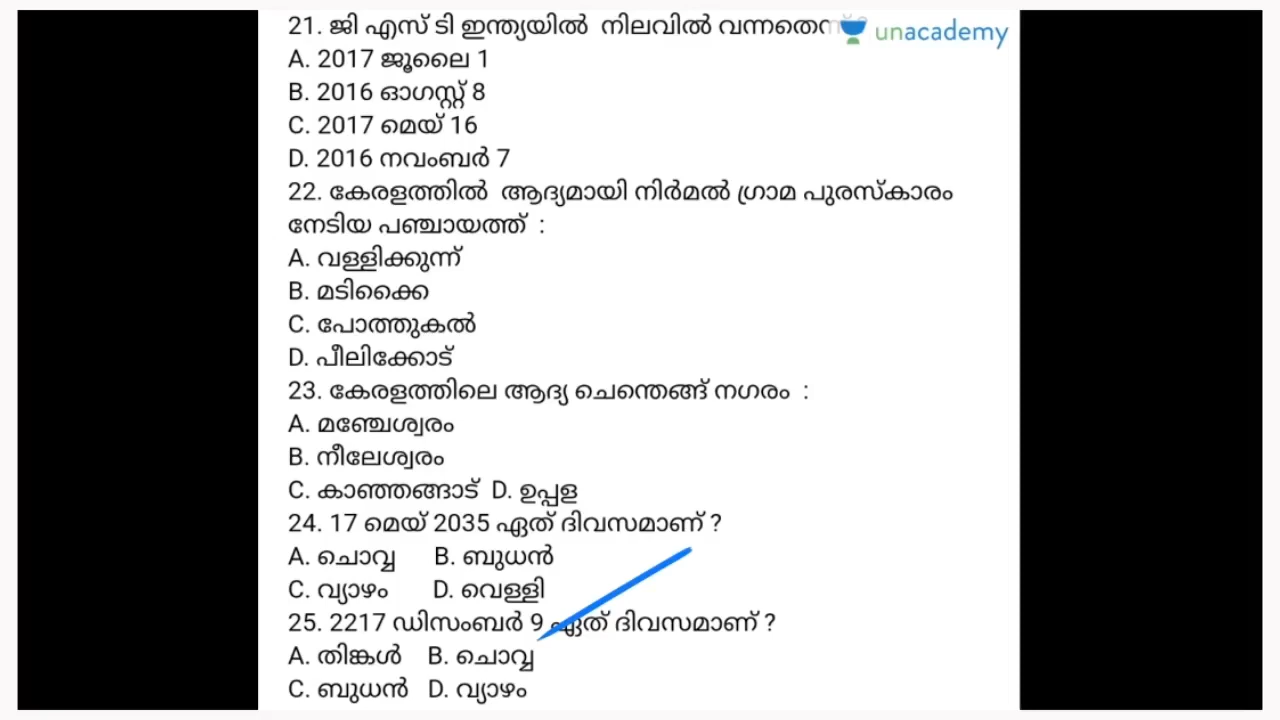 21. ജി എസ് ടി ഇന്ത്യയിൽ നിലവിൽ വന്നതെന്ന്?
unacademy
A. 2017 ജൂലൈ 1
B. 2016 ഓഗസ്റ്റ് 8
C. 2017 മെയ് 16
D. 2016 നവംബർ 7
22. കേരളത്തിൽ ആദ്യമായി നിർമൽ ഗ്രാമ പുരസ്കാരം
നേടിയ പഞ്ചായത്ത് :
A. വള്ളിക്കുന്ന്
B. മടിക്കൈ
C. പോത്തുകൽ
D. പീലിക്കോട്
23. കേരളത്തിലെ ആദ്യ ചെന്തെങ്ങ് നഗരം :
A. മഞ്ചേശ്വരം
B. നീലേശ്വരം
C. കാഞ്ഞങ്ങാട് D. ഉപ്പള
24. 17 മെയ് 2035 ഏത് ദിവസമാണ് ?
A. ചൊവ്വ B. ബുധൻ
C. വ്യാഴം D. വെള്ളി
25. 2217 ഡിസംബർ 9 ഏത് ദിവസമാണ് ?
A. തിങ്കൾ B. ചൊവ്വ
C. ബുധൻ D. വ്യാഴം